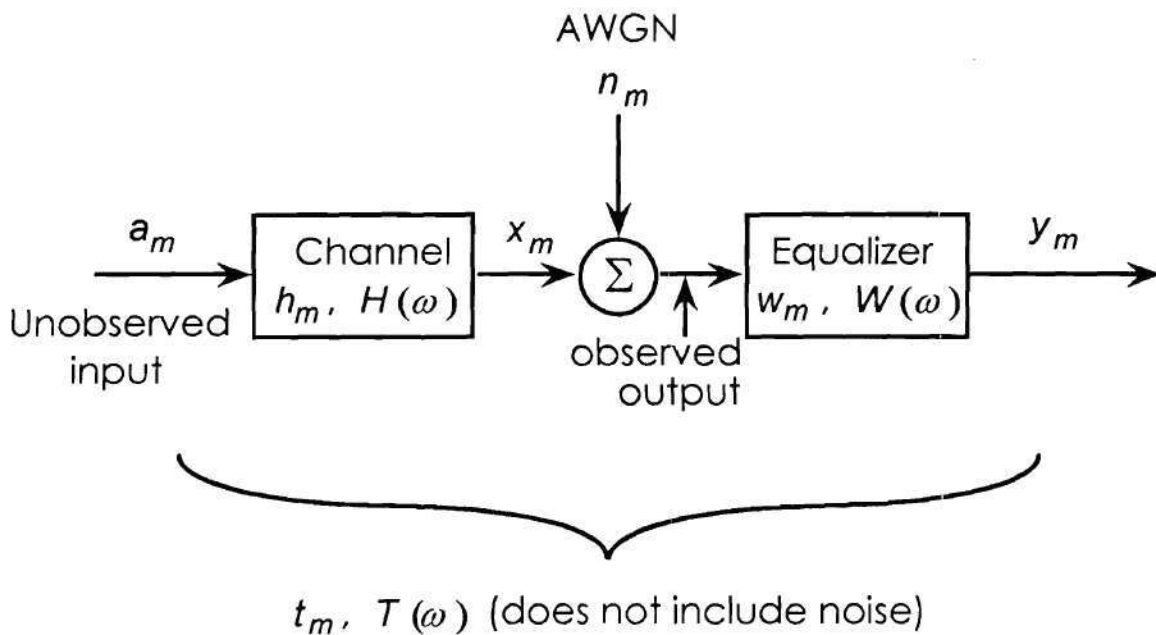 AWGN
n_m
a_m
Channel
x_m
Σ
Equalizer
y_m
h_m, H(ω)
w_m, W(ω)
Unobserved
input
observed
output
t_m, T(ω) (does not include noise)